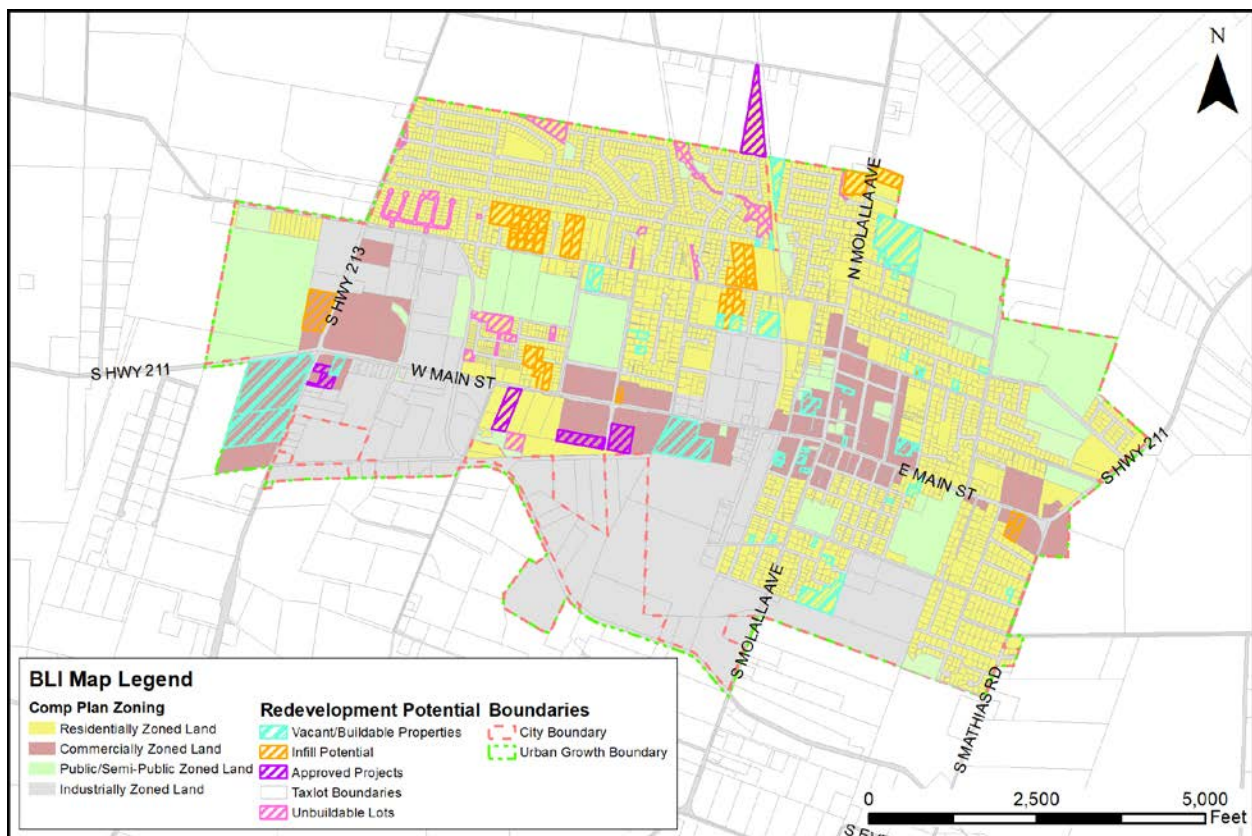 N
N MOLALLA AVE
S HWY 213
S HWY 211
W MAIN ST
S HWY 211
E MAIN ST
S MOLALLA AVE
S MATHIAS RD
BLI Map Legend
Comp Plan Zoning
Residentially Zoned Land
Commercially Zoned Land
Public/Semi-Public Zoned Land
Industrially Zoned Land
Redevelopment Potential
Vacant/Buildable Properties
Infill Potential
Approved Projects
Taxlot Boundaries
Unbuildable Lots
Boundaries
City Boundary
Urban Growth Boundary
0 2,500 5,000
Feet